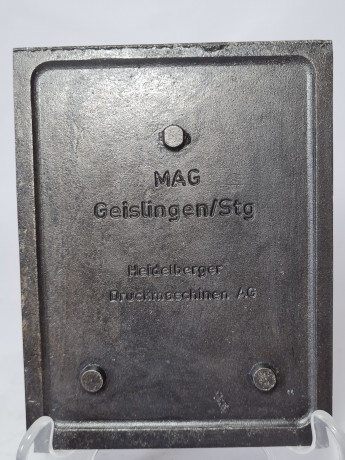 MAG
Geislingen/Stg
Heidelberger
Druckmaschinen AG